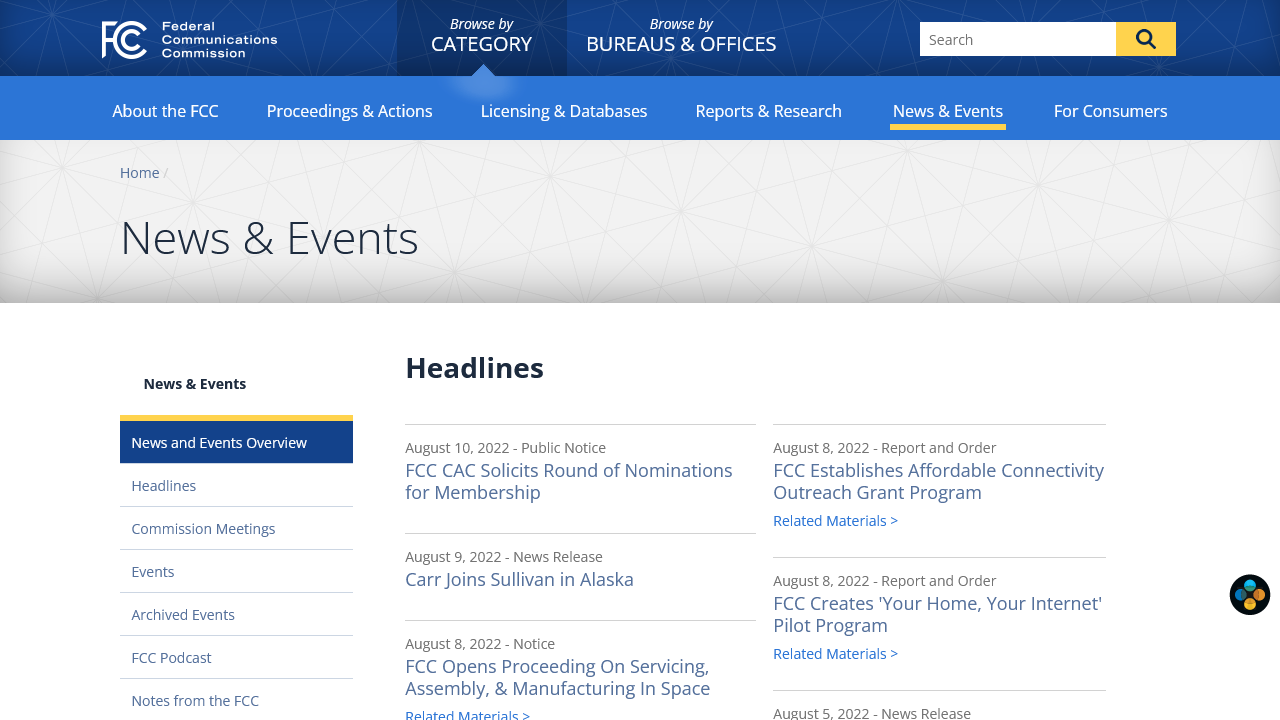 Federal
Communications
Commission
Browse by
CATEGORY
Browse by
BUREAUS & OFFICES
Search
About the FCC
Proceedings & Actions
Licensing & Databases
Reports & Research
News & Events
For Consumers
Home /
News & Events
News & Events
News and Events Overview
Headlines
Commission Meetings
Events
Archived Events
FCC Podcast
Notes from the FCC
Headlines
August 10, 2022 - Public Notice
FCC CAC Solicits Round of Nominations
for Membership
August 9, 2022 - News Release
Carr Joins Sullivan in Alaska
August 8, 2022 - Notice
FCC Opens Proceeding On Servicing,
Assembly, & Manufacturing In Space
Related Materials >
August 8, 2022 - Report and Order
FCC Establishes Affordable Connectivity
Outreach Grant Program
Related Materials >
August 8, 2022 - Report and Order
FCC Creates 'Your Home, Your Internet'
Pilot Program
Related Materials >
August 5, 2022 - News Release